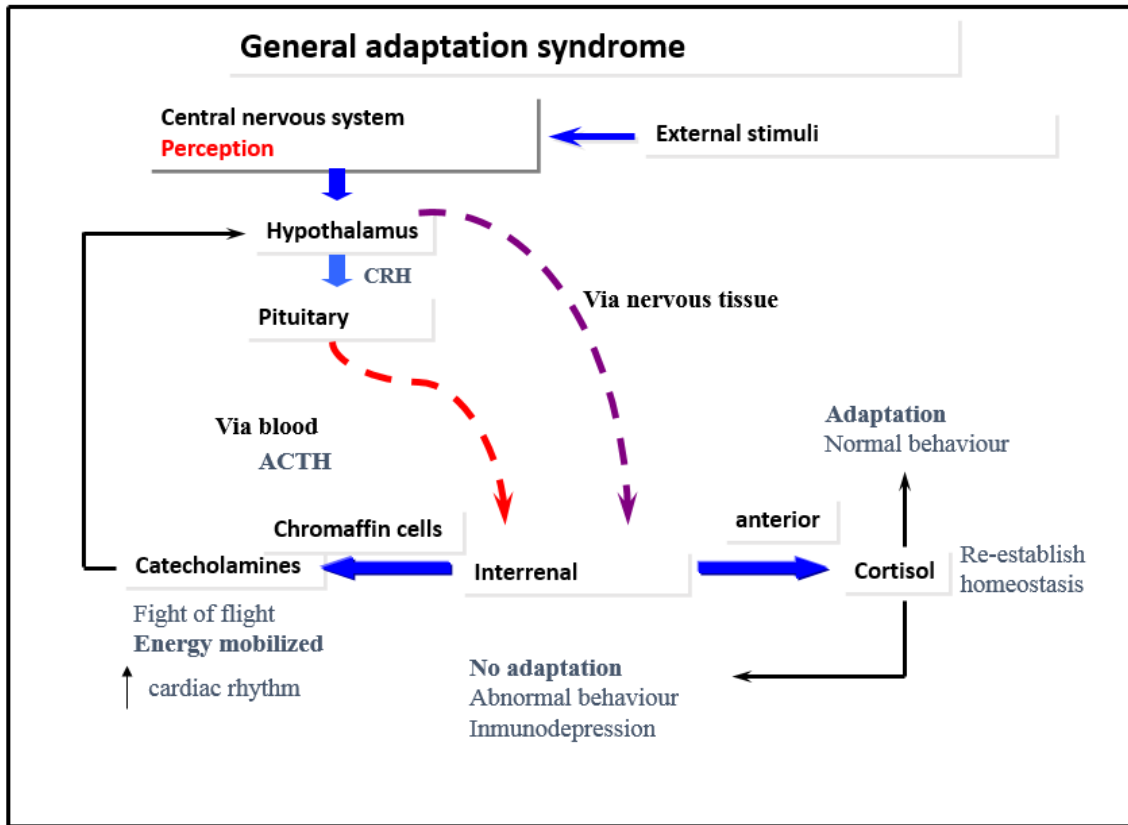 General adaptation syndrome
Central nervous system
Perception
External stimuli
Hypothalamus
CRH
Pituitary
Via nervous tissue
Via blood
ACTH
Adaptation
Normal behaviour
Chromaffin cells
anterior
Catecholamines
Interrenal
Cortisol
Re-establish
homeostasis
Fight of flight
Energy mobilized
cardiac rhythm
No adaptation
Abnormal behaviour
Inmunodepression